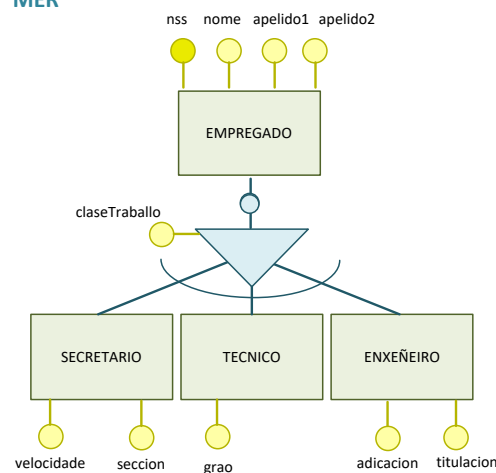 MER
nss nome apelido1 apelido2
EMPREGADO
claseTraballo
SECRETARIO TECNICO ENXEÑEIRO
velocidade seccion grao adicacion titulacion